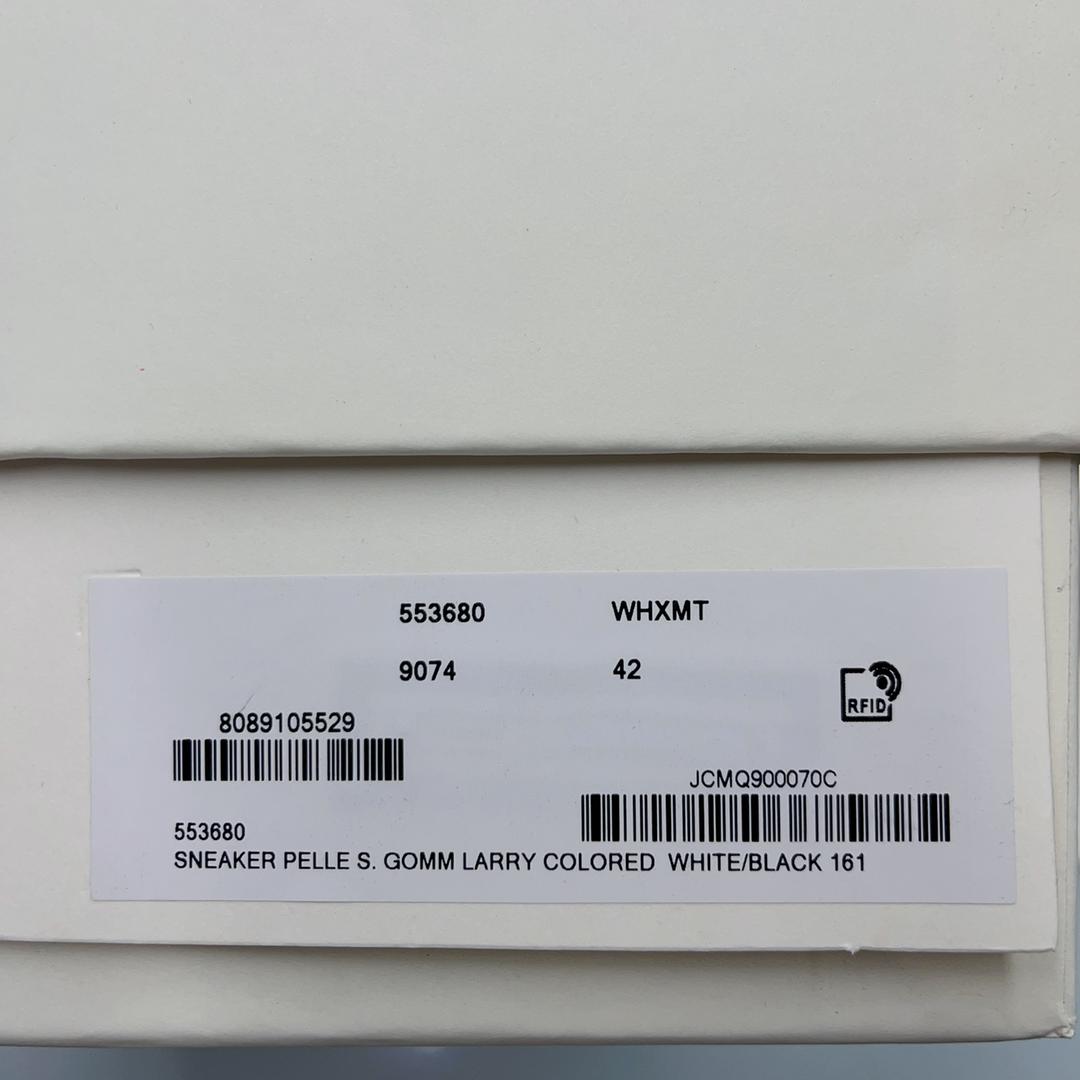 553680 WHXMT
9074 42
RFID
8089105529
JCMQ900070C
553680
SNEAKER PELLE S. GOMM LARRY COLORED WHITE/BLACK 161